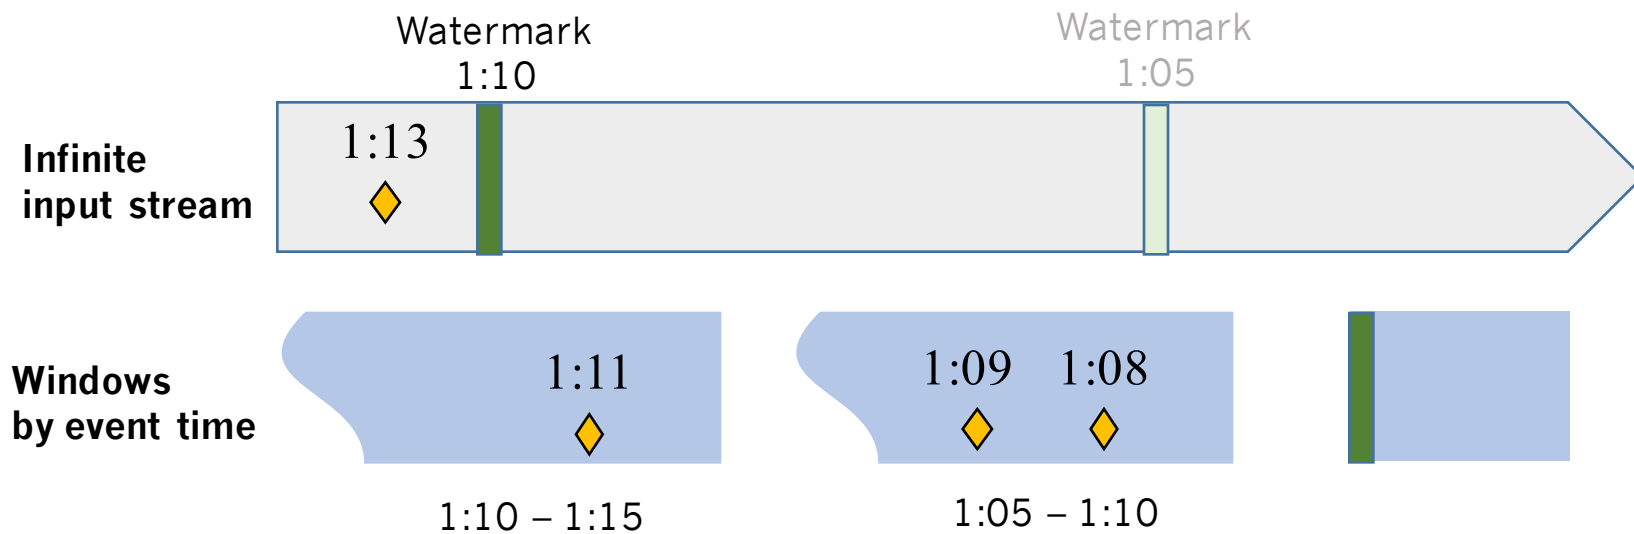 Watermark
1:10
Watermark
1:05
1:13
Infinite
input stream
1:11
1:09
1:08
Windows
by event time
1:10 – 1:15
1:05 – 1:10